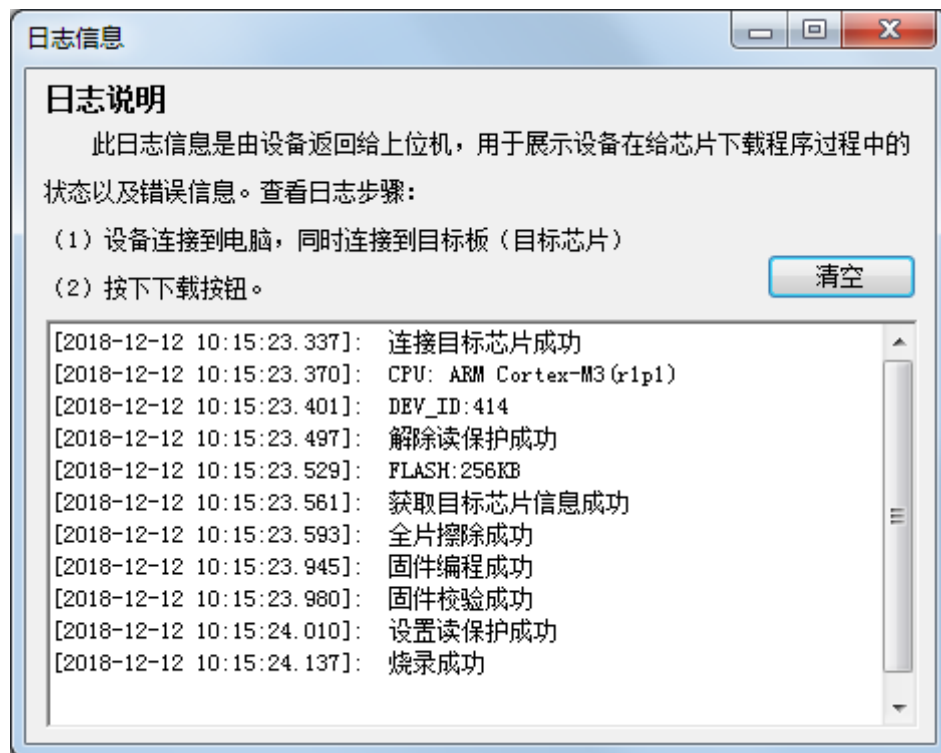 日志信息
日志说明
此日志信息是由设备返回给上位机，用于展示设备在给芯片下载程序过程中的
状态以及错误信息。查看日志步骤：
（1）设备连接到电脑，同时连接到目标板（目标芯片）
（2）按下下载按钮。
清空
[2018-12-12 10:15:23.337]: 连接目标芯片成功
[2018-12-12 10:15:23.370]: CPU: ARM Cortex-M3(r1p1)
[2018-12-12 10:15:23.401]: DEV_ID:414
[2018-12-12 10:15:23.497]: 解除读保护成功
[2018-12-12 10:15:23.529]: FLASH:256KB
[2018-12-12 10:15:23.561]: 获取目标芯片信息成功
[2018-12-12 10:15:23.593]: 全片擦除成功
[2018-12-12 10:15:23.945]: 固件编程成功
[2018-12-12 10:15:23.980]: 固件校验成功
[2018-12-12 10:15:24.010]: 设置读保护成功
[2018-12-12 10:15:24.137]: 烧录成功